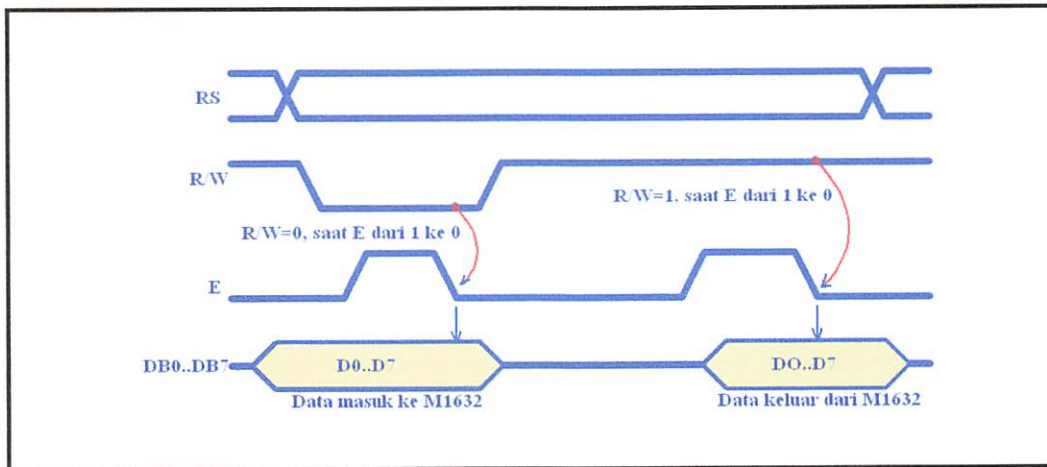 RS
R/W
R/W=0, saat E dari 1 ke 0
R/W=1, saat E dari 1 ke 0
E
DB0..DB7
D0..D7
DO..D7
Data masuk ke M1632
Data keluar dari M1632